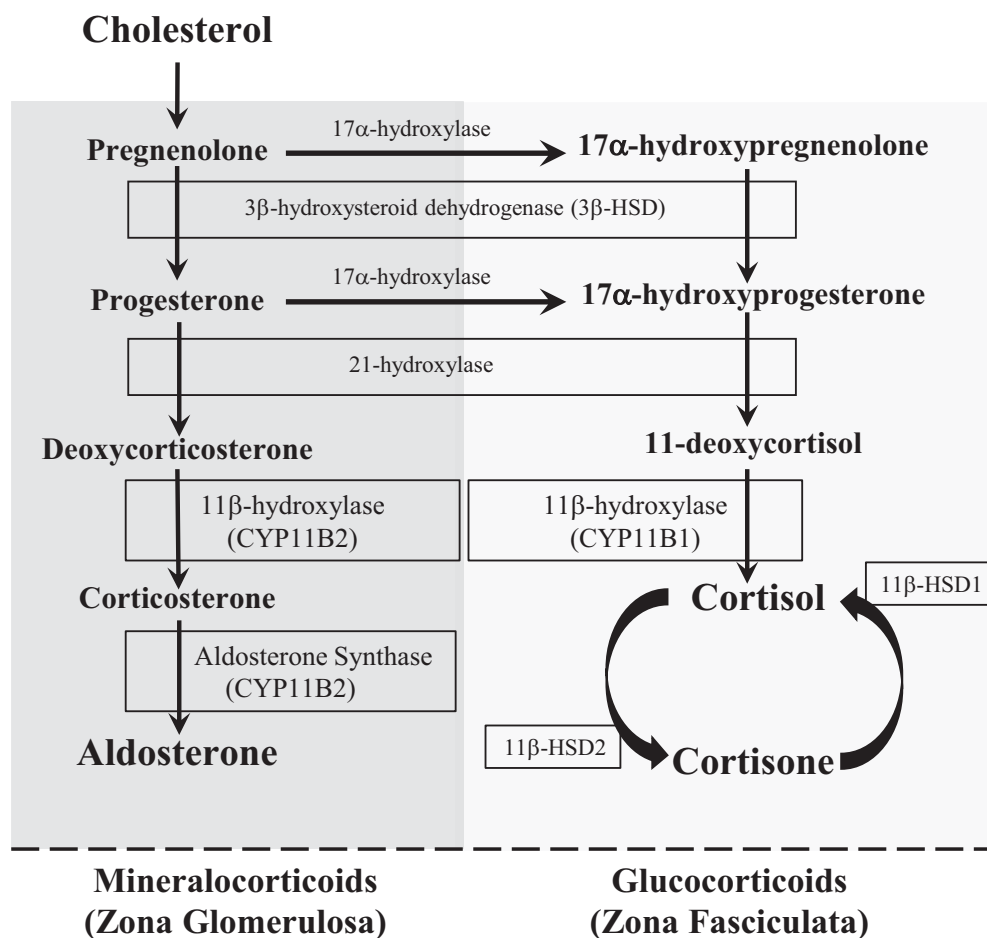 Cholesterol
17α-hydroxylase
Pregnenolone
17α-hydroxypregnenolone
3β-hydroxysteroid dehydrogenase (3β-HSD)
17α-hydroxylase
Progesterone
17α-hydroxyprogesterone
21-hydroxylase
Deoxycorticosterone
11-deoxycortisol
11β-hydroxylase
(CYP11B2)
11β-hydroxylase
(CYP11B1)
Corticosterone
Cortisol
11β-HSD1
Aldosterone Synthase
(CYP11B2)
Aldosterone
11β-HSD2
Cortisone
Mineralocorticoids
(Zona Glomerulosa)
Glucocorticoids
(Zona Fasciculata)